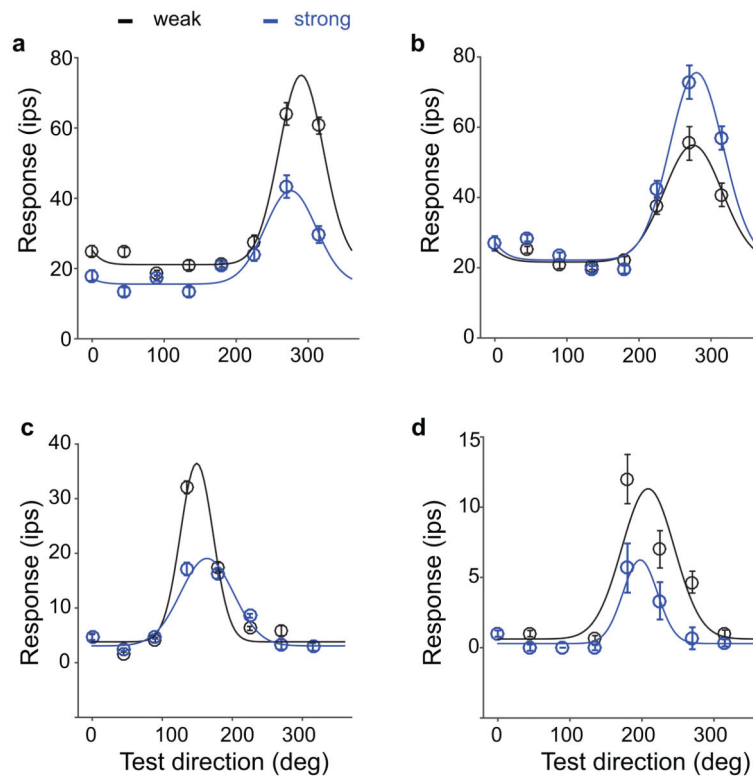 weak strong
a b
Response (ips) Response (ips)
80 80
60 60
40 40
20 20
0 0
0 100 200 300 0 100 200 300
c d
Response (ips) Response (ips)
40 15
30 10
20 5
10 0
0
0 100 200 300 0 100 200 300
Test direction (deg) Test direction (deg)